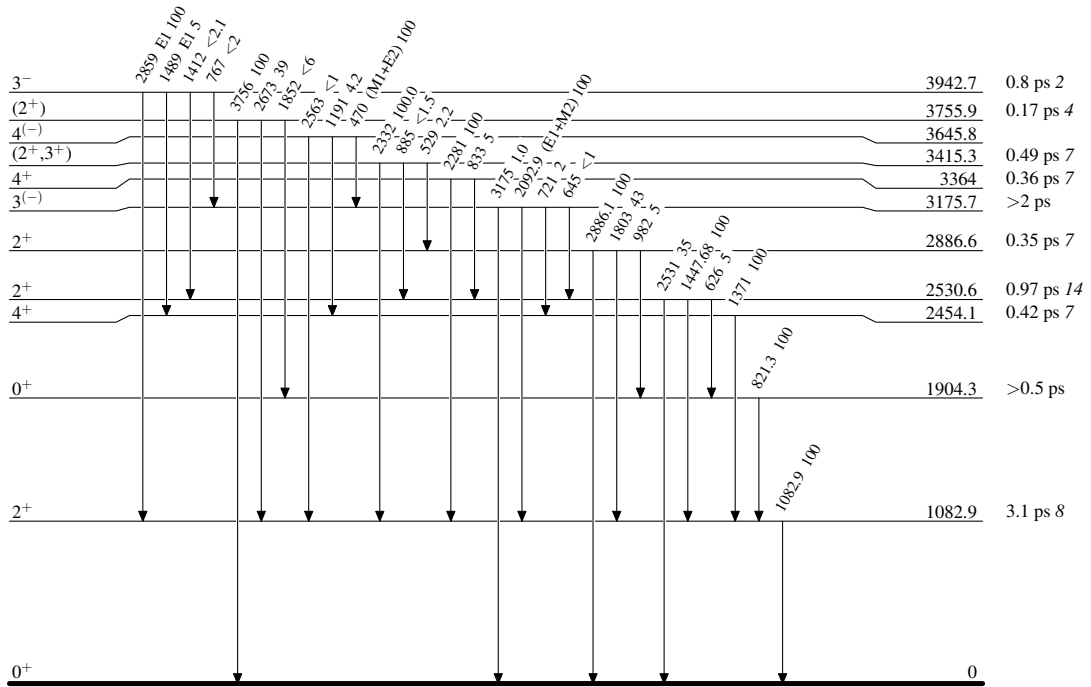 2859 E1 100
1489 E1 5
1412 <2.1
767 <2
3756 100
2673 39
1852 <6
2563 <1
1191 4.2
470 (M1+E2) 100
2332 100.0
885 <1.5
529 2.2
2281 100
833 5
3175 1.0
2092.9 (E1+M2) 100
721 2
645 <1
2886.1 100
1803 43
982 5
2531 35
1447.68 100
626 5
1371 100
821.3 100
1082.9 100
3⁻ 3942.7 0.8 ps 2
(2⁺) 3755.9 0.17 ps 4
4⁽⁻⁾ 3645.8
(2⁺,3⁺) 3415.3 0.49 ps 7
4⁺ 3364 0.36 ps 7
3⁽⁻⁾ 3175.7 >2 ps
2⁺ 2886.6 0.35 ps 7
2⁺ 2530.6 0.97 ps 14
4⁺ 2454.1 0.42 ps 7
0⁺ 1904.3 >0.5 ps
2⁺ 1082.9 3.1 ps 8
0⁺ 0